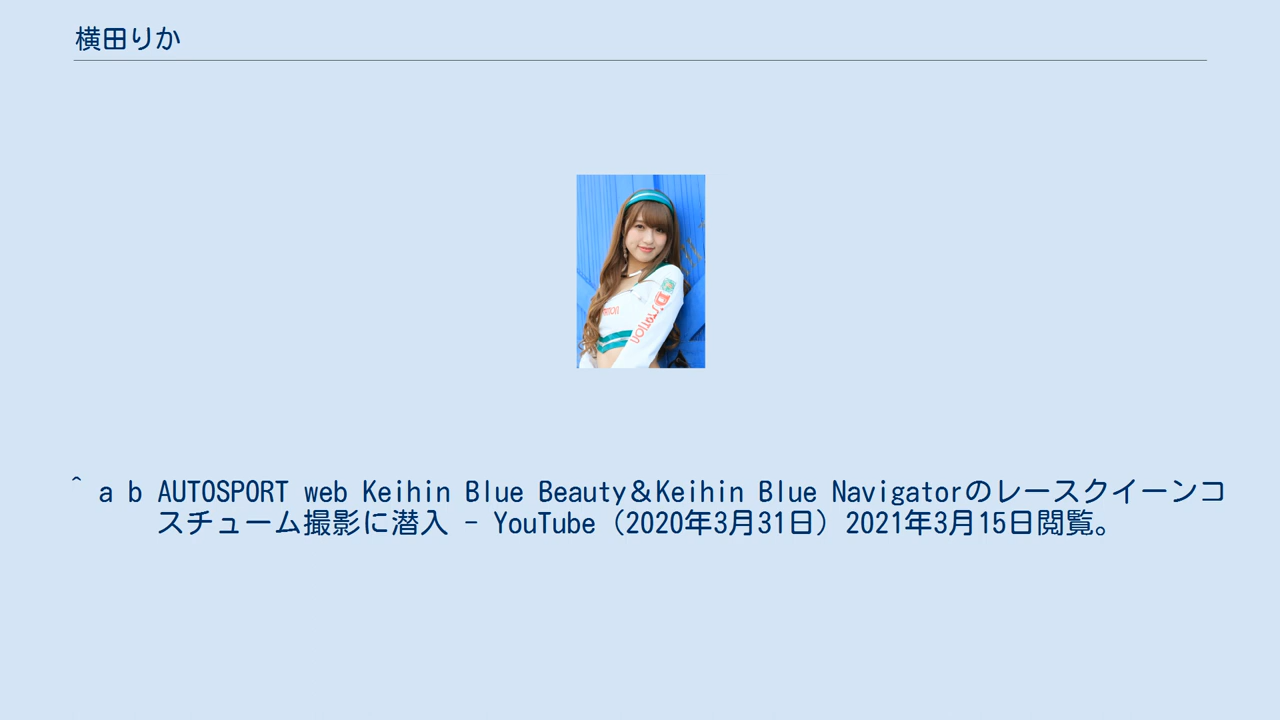 横田りか
D'station
^ a b AUTOSPORT web Keihin Blue Beauty&Keihin Blue Navigatorのレースクイーンコ
スチューム撮影に潜入 - YouTube（2020年3月31日）2021年3月15日閲覧。